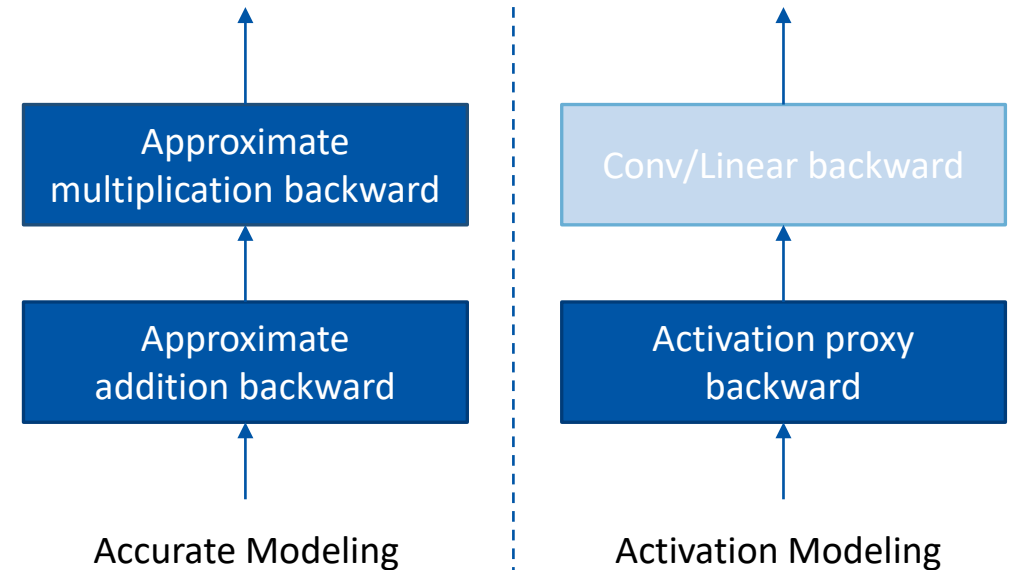 Approximate
multiplication backward
Approximate
addition backward
Accurate Modeling
Conv/Linear backward
Activation proxy
backward
Activation Modeling